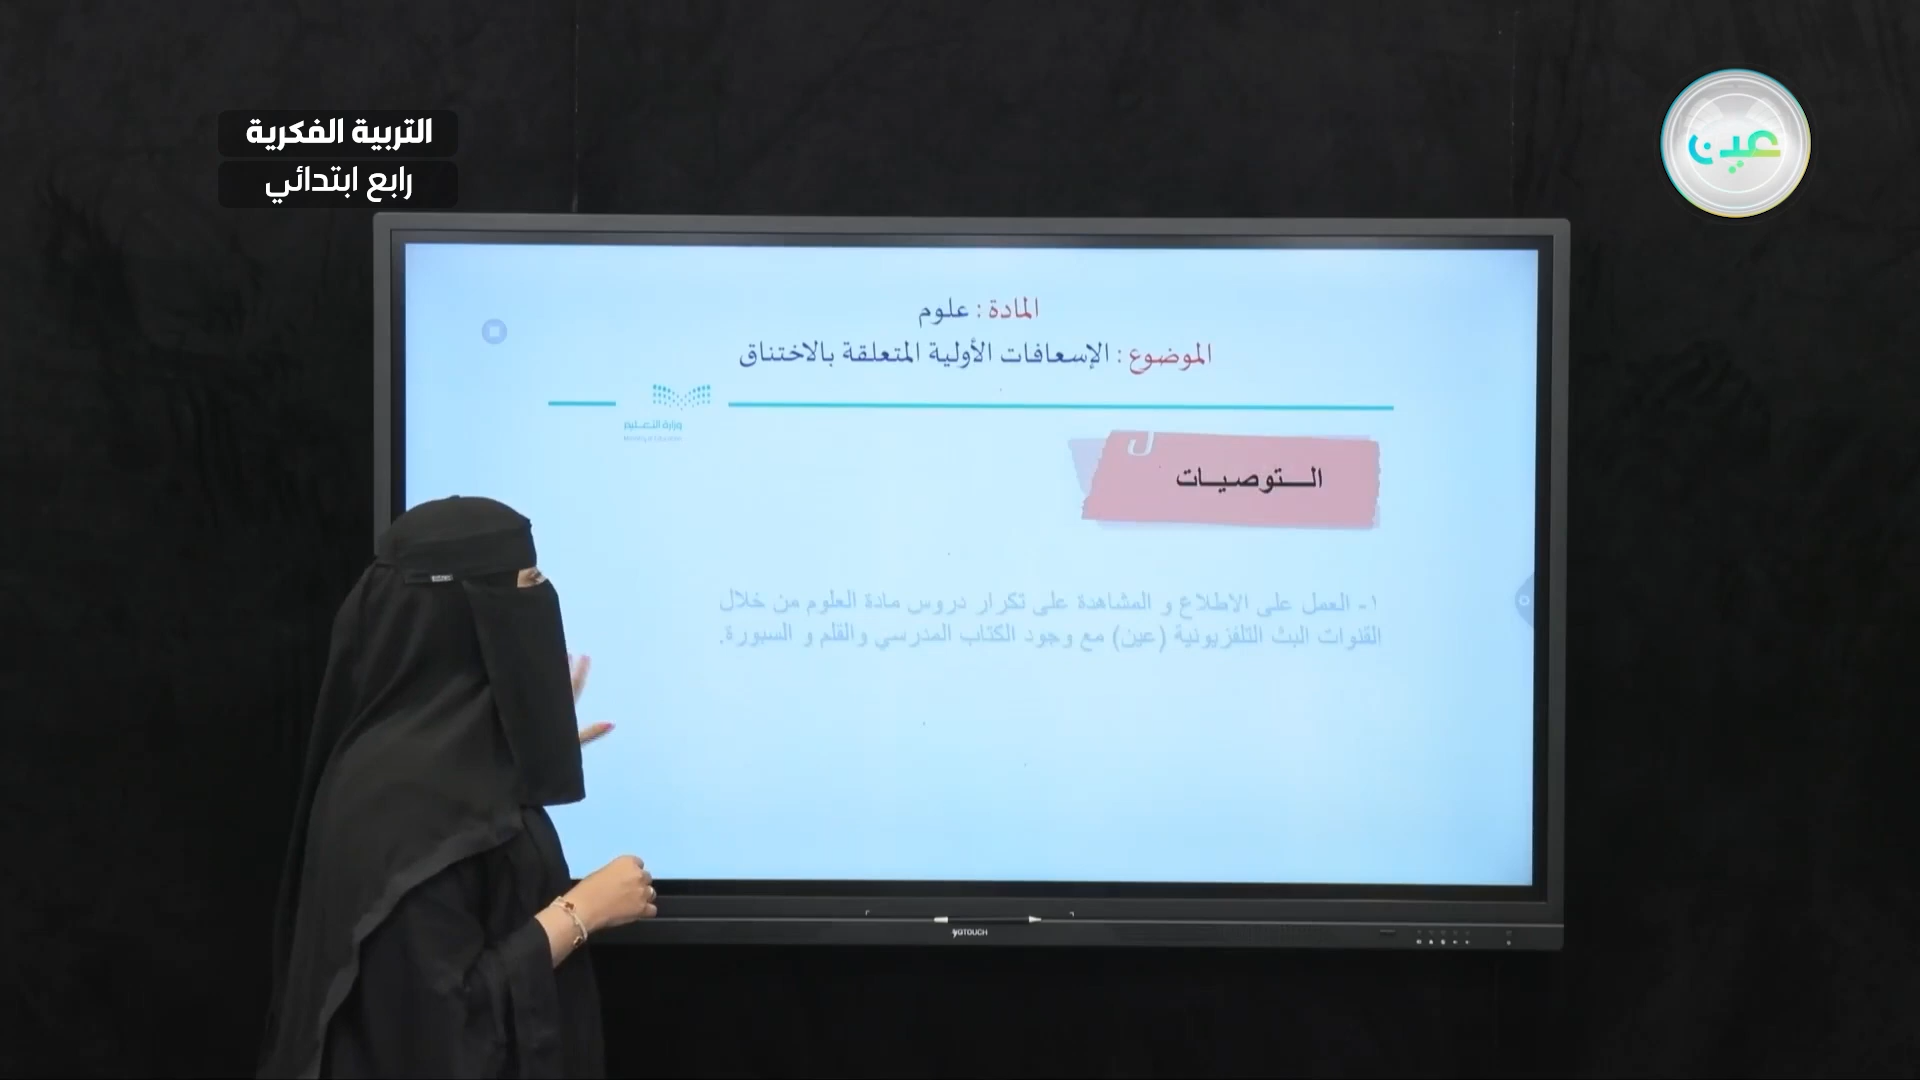 التربية الفكرية
رابع ابتدائي
عين
المادة : علوم
الموضوع : الإسعافات الأولية المتعلقة بالاختناق
وزارة التعليم
الـــتوصـيــات
١- العمل على الاطلاع و المشاهدة على تكرار دروس مادة العلوم من خلال
القنوات البث التلفزيونية (عين) مع وجود الكتاب المدرسي والقلم و السبورة.